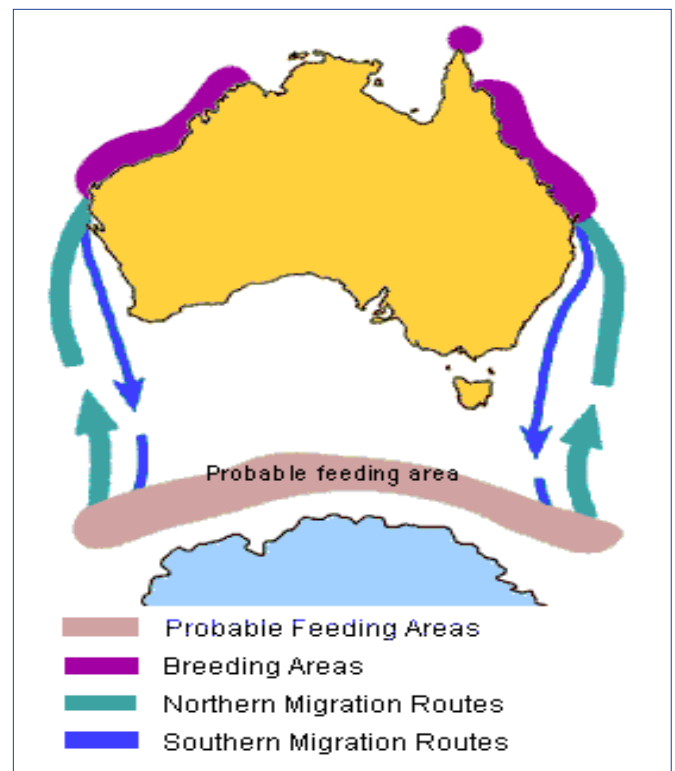 Probable feeding area
Probable Feeding Areas
Breeding Areas
Northern Migration Routes
Southern Migration Routes